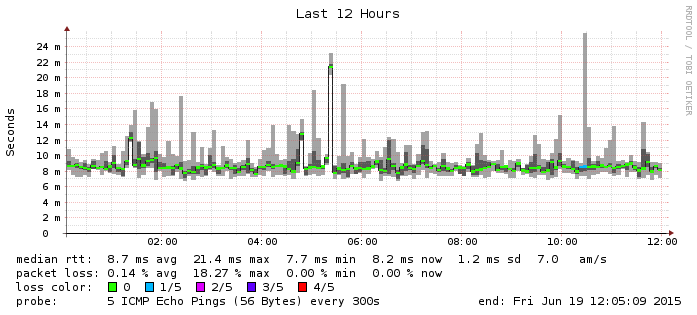 Last 12 Hours
RRDTOOL / TOBI OETIKER
Seconds
24 m
22 m
20 m
18 m
16 m
14 m
12 m
10 m
8 m
6 m
4 m
2 m
0
02:00 04:00 06:00 08:00 10:00 12:00
median rtt: 8.7 ms avg 21.4 ms max 7.7 ms min 8.2 ms now 1.2 ms sd 7.0 am/s
packet loss: 0.14 % avg 18.27 % max 0.00 % min 0.00 % now
loss color: 0 1/5 2/5 3/5 4/5
probe: 5 ICMP Echo Pings (56 Bytes) every 300s end: Fri Jun 19 12:05:09 2015